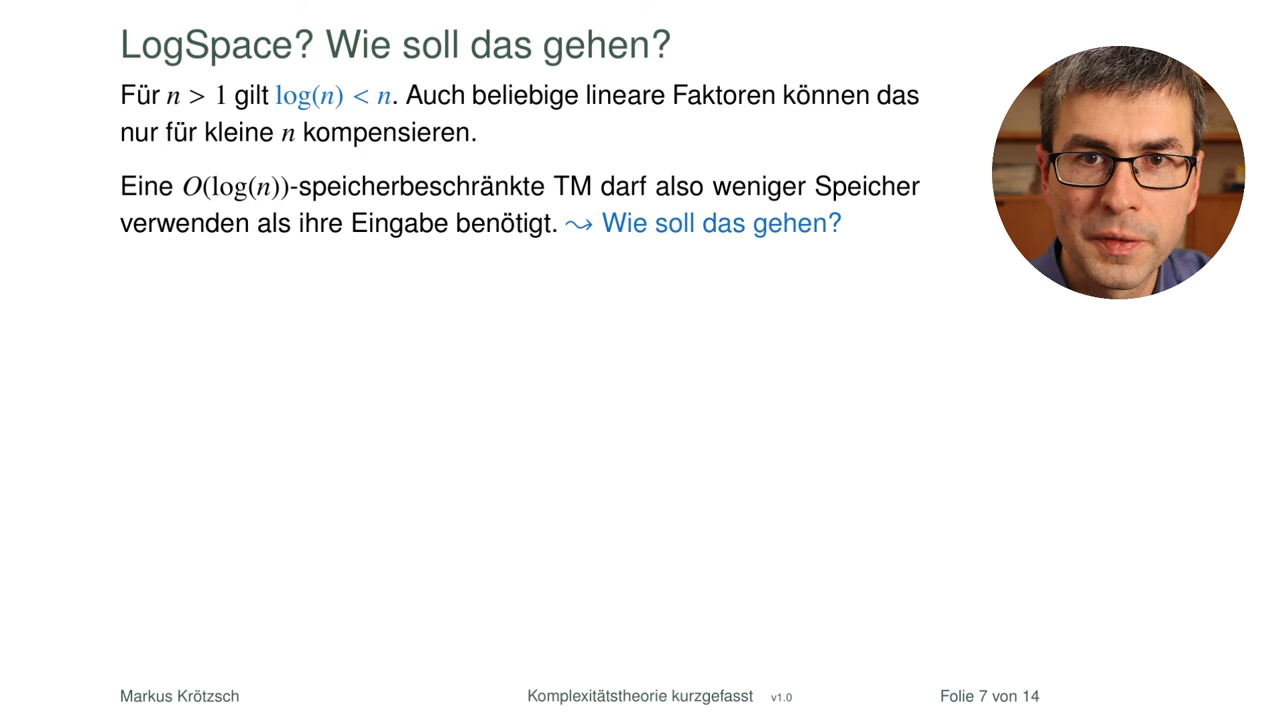 LogSpace? Wie soll das gehen?
Für n > 1 gilt log(n) < n. Auch beliebige lineare Faktoren können das
nur für kleine n kompensieren.
Eine O(log(n))-speicherbeschränkte TM darf also weniger Speicher
verwenden als ihre Eingabe benötigt. ⤳ Wie soll das gehen?
Markus Krötzsch Komplexitätstheorie kurzgefasst v1.0 Folie 7 von 14